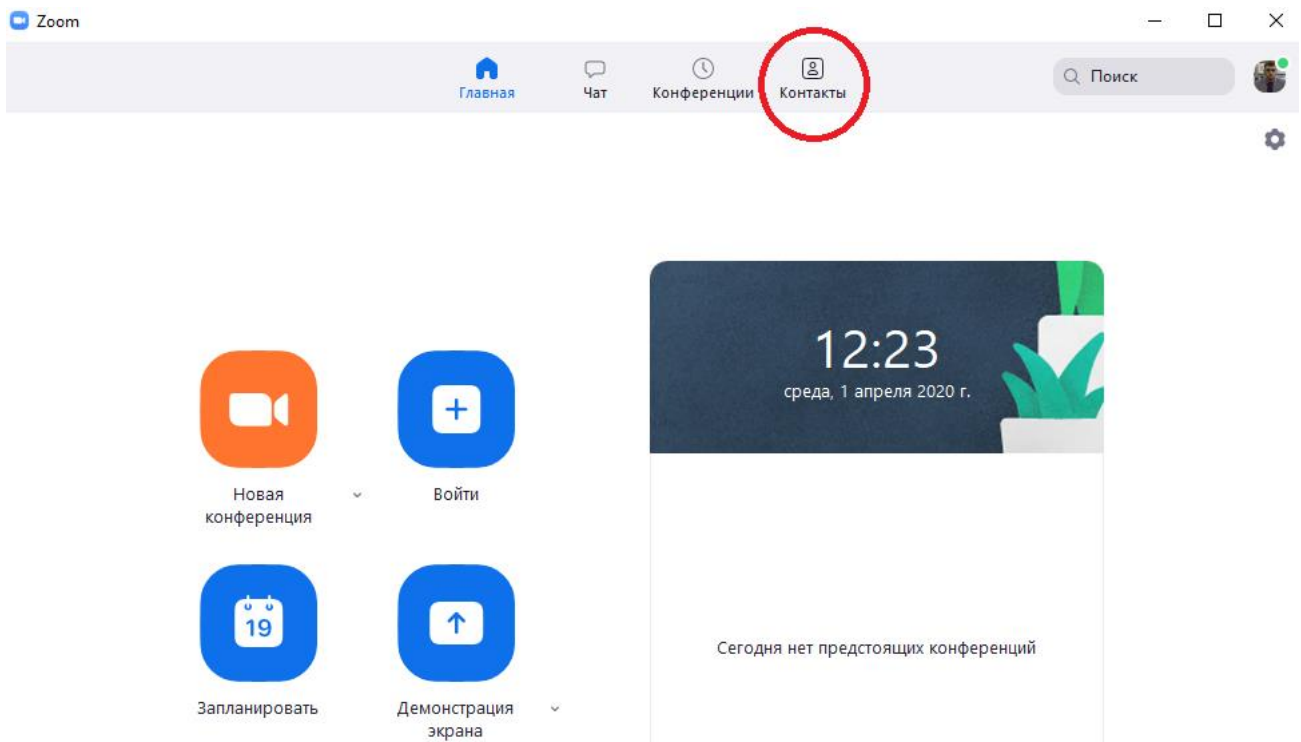 Zoom
Главная
Чат
Конференции
Контакты
Поиск
12:23
среда, 1 апреля 2020 г.
Новая
конференция
Войти
19
Запланировать
Демонстрация
экрана
Сегодня нет предстоящих конференций